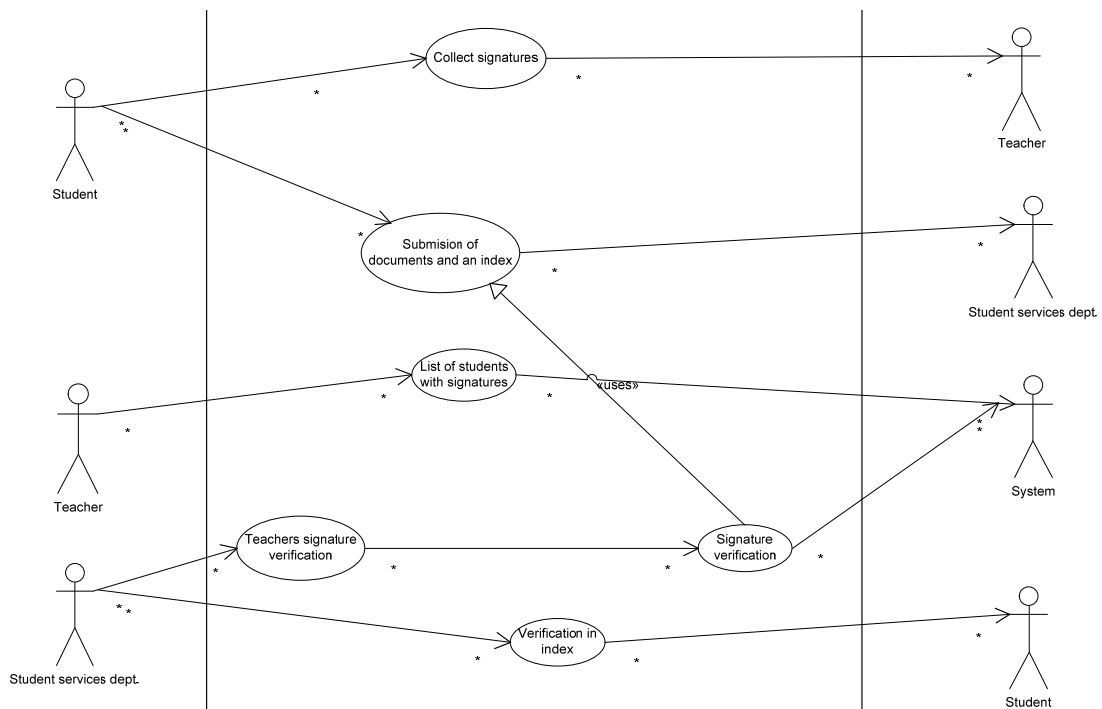 Collect signatures
*
*
*
Teacher
*
*
Student
Submision of
documents and an index
*
*
*
Student services dept.
List of students
with signatures
«uses»
*
*
*
*
*
Teacher
System
Teachers signature
verification
Signature
verification
*
*
*
*
*
*
Verification in
index
*
*
*
Student services dept.
Student